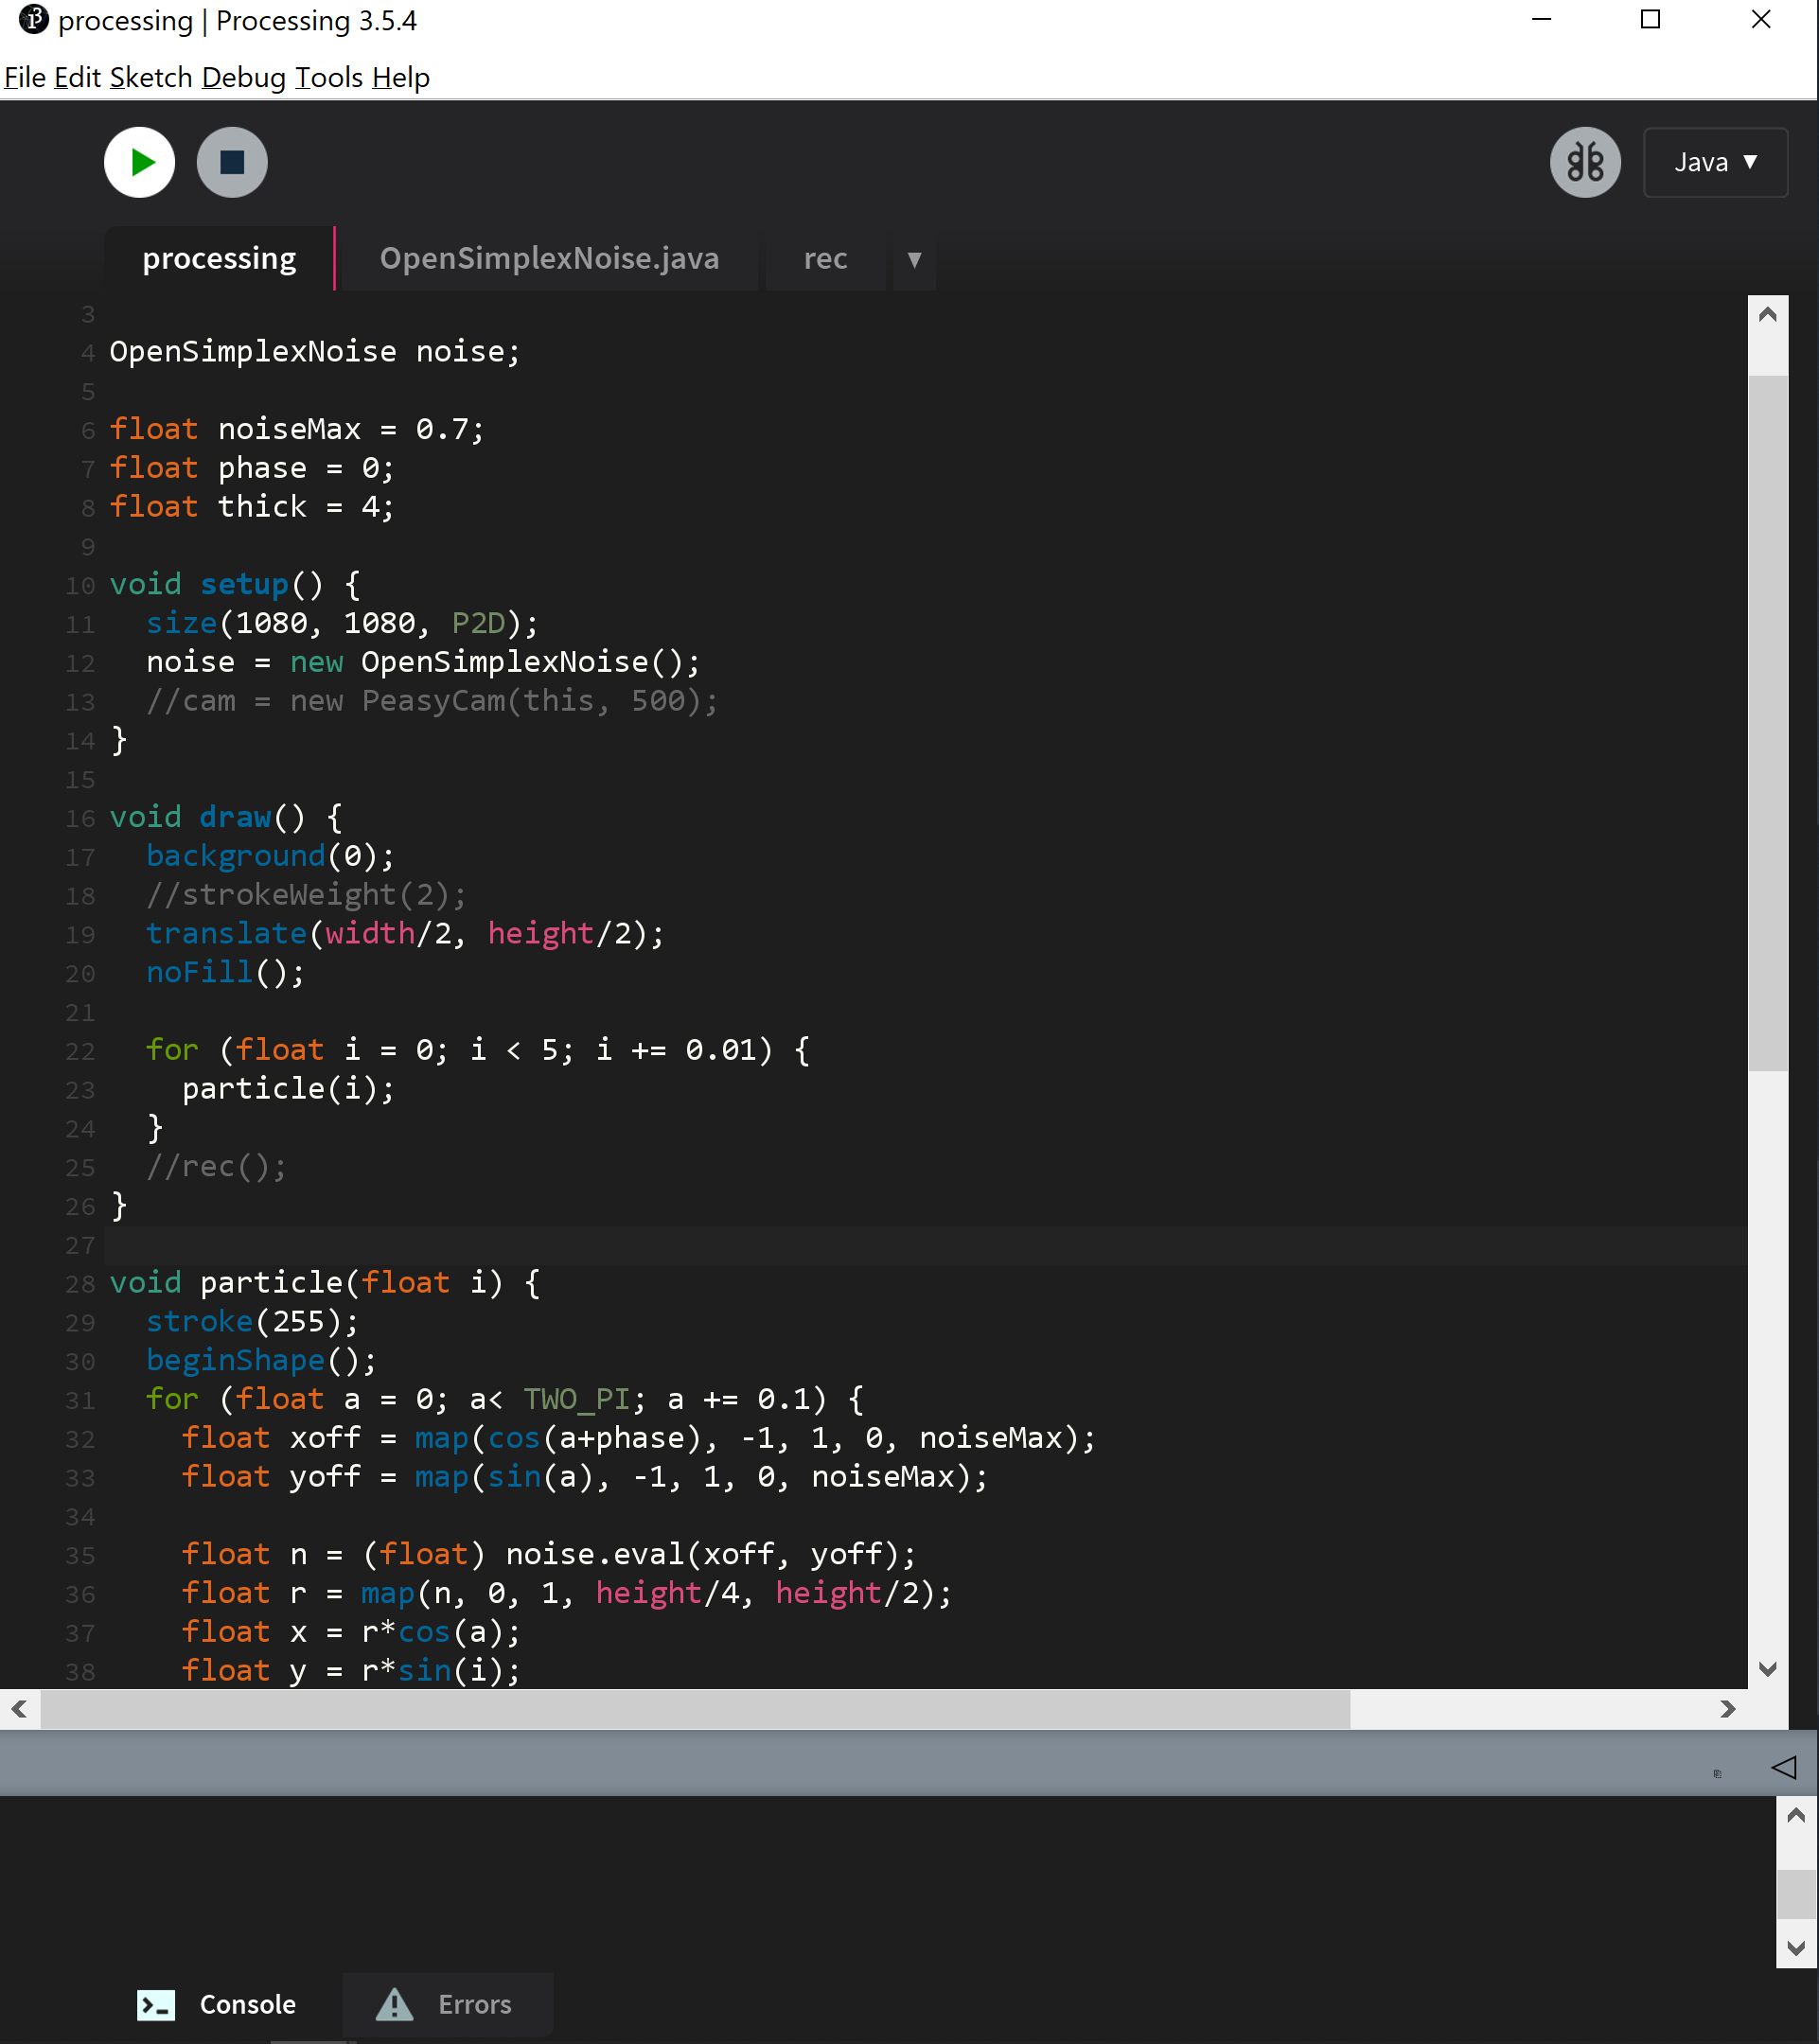 processing | Processing 3.5.4
File Edit Sketch Debug Tools Help
Java ▼
processing OpenSimplexNoise.java rec ▼
3
4 OpenSimplexNoise noise;
5
6 float noiseMax = 0.7;
7 float phase = 0;
8 float thick = 4;
9
10 void setup() {
11   size(1080, 1080, P2D);
12   noise = new OpenSimplexNoise();
13   //cam = new PeasyCam(this, 500);
14 }
15
16 void draw() {
17   background(0);
18   //strokeWeight(2);
19   translate(width/2, height/2);
20   noFill();
21
22   for (float i = 0; i < 5; i += 0.01) {
23     particle(i);
24   }
25   //rec();
26 }
27
28 void particle(float i) {
29   stroke(255);
30   beginShape();
31   for (float a = 0; a< TWO_PI; a += 0.1) {
32     float xoff = map(cos(a+phase), -1, 1, 0, noiseMax);
33     float yoff = map(sin(a), -1, 1, 0, noiseMax);
34
35     float n = (float) noise.eval(xoff, yoff);
36     float r = map(n, 0, 1, height/4, height/2);
37     float x = r*cos(a);
38     float y = r*sin(i);
Console Errors